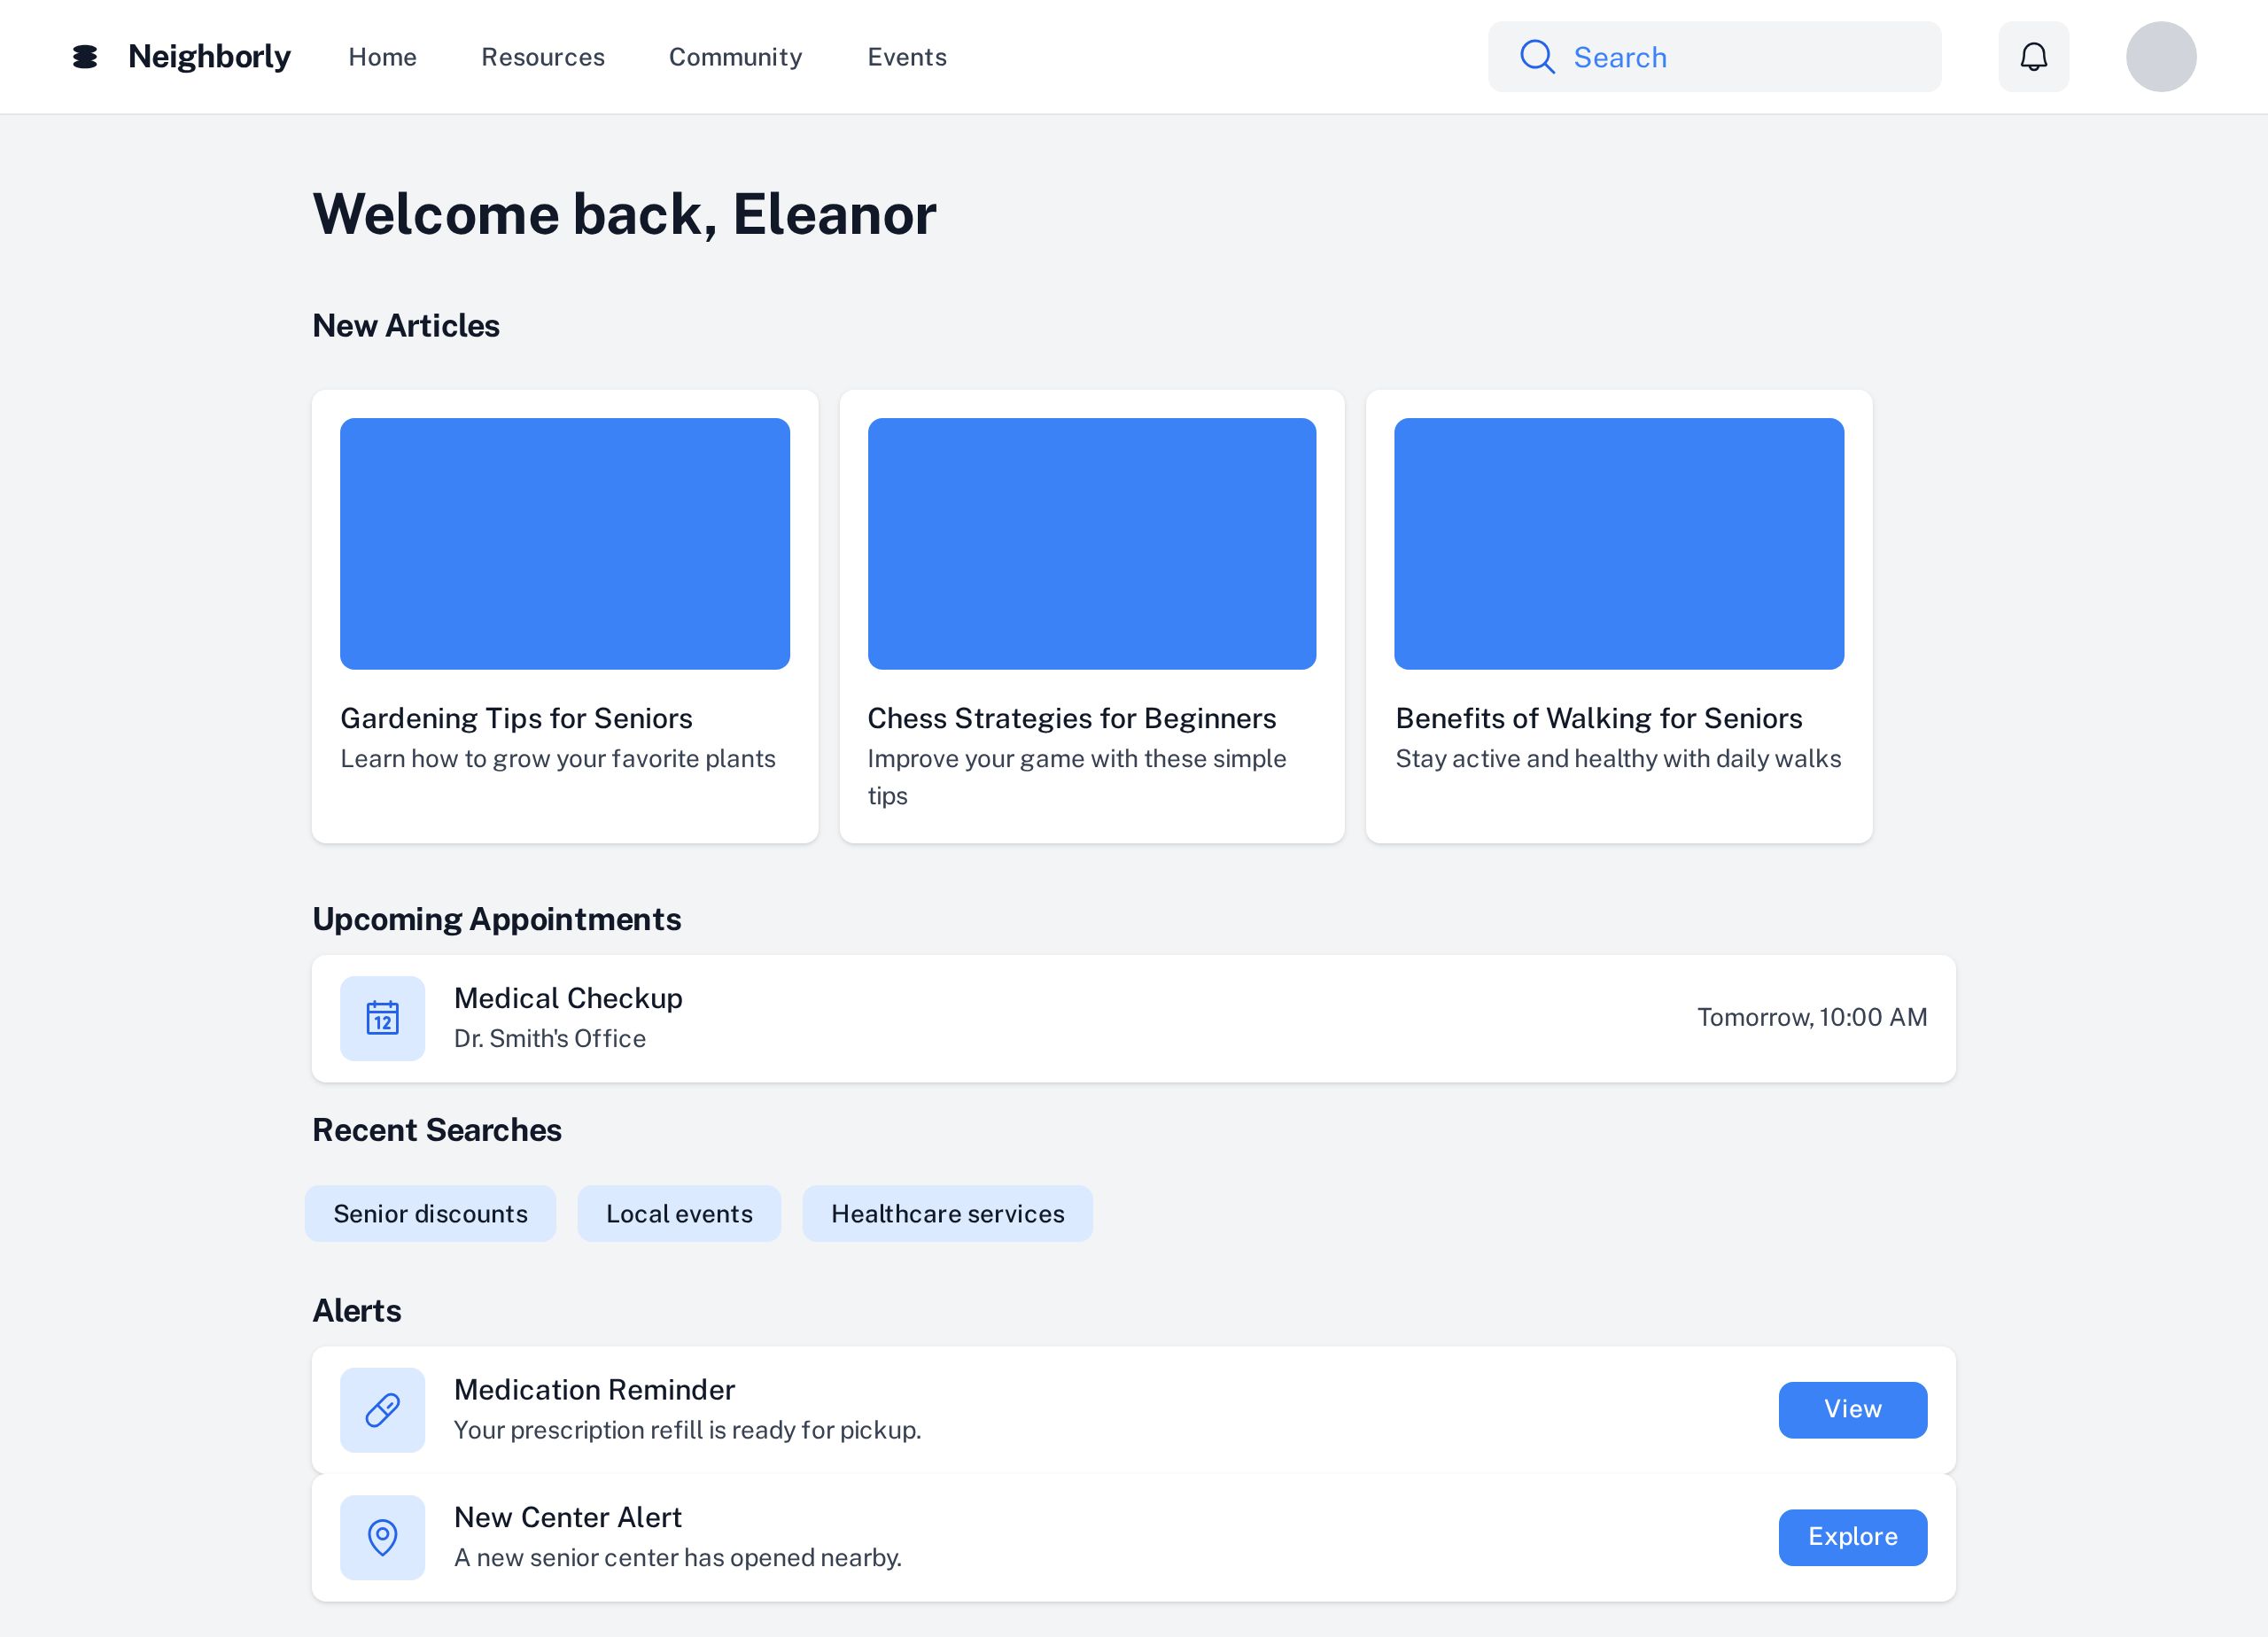 Neighborly
Home
Resources
Community
Events
Search
Welcome back, Eleanor
New Articles
Gardening Tips for Seniors
Learn how to grow your favorite plants
Chess Strategies for Beginners
Improve your game with these simple
tips
Benefits of Walking for Seniors
Stay active and healthy with daily walks
Upcoming Appointments
12
Medical Checkup
Dr. Smith's Office
Tomorrow, 10:00 AM
Recent Searches
Senior discounts
Local events
Healthcare services
Alerts
Medication Reminder
Your prescription refill is ready for pickup.
View
New Center Alert
A new senior center has opened nearby.
Explore